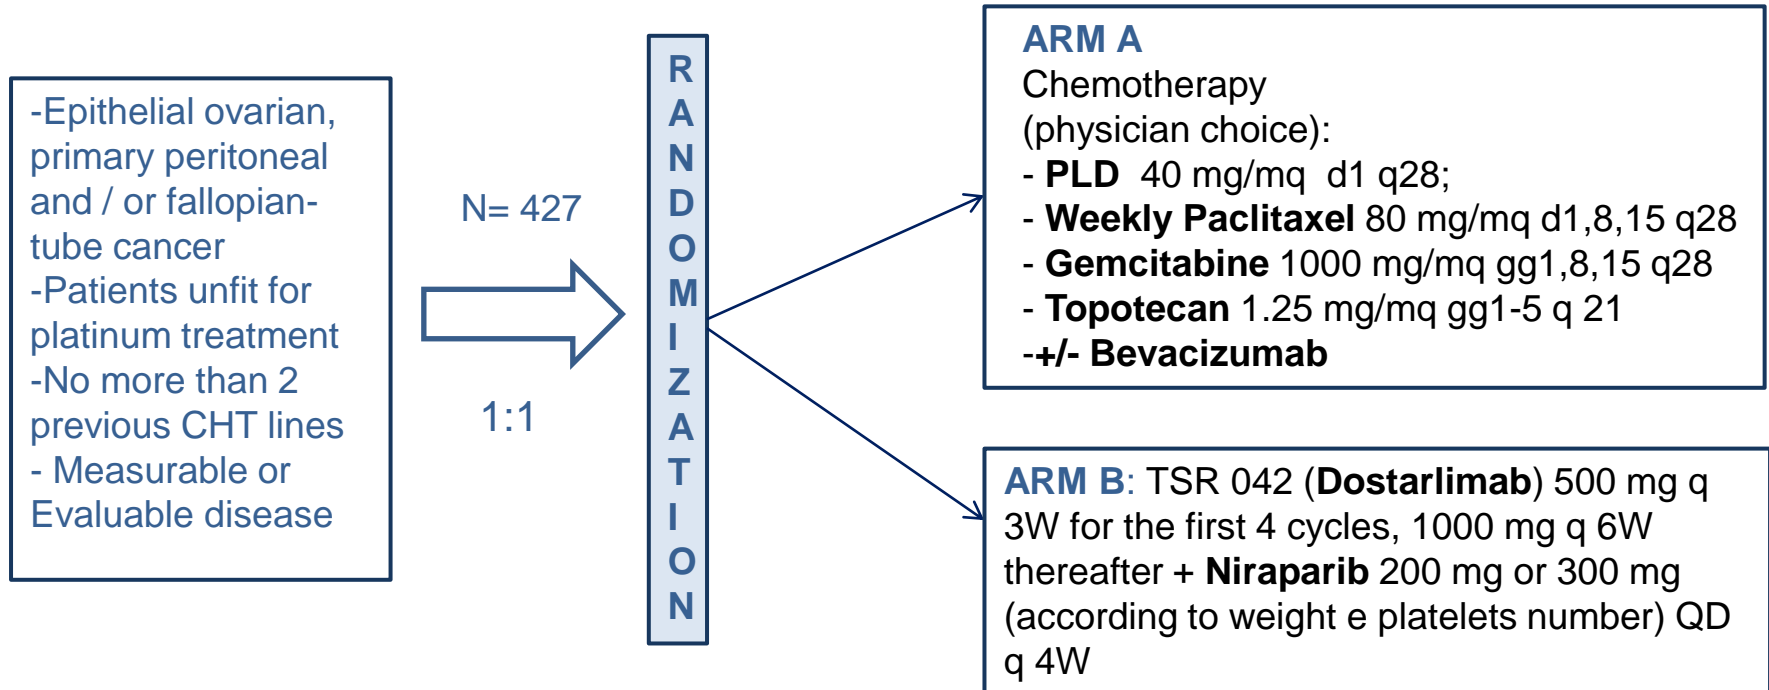 -Epithelial ovarian,
primary peritoneal
and / or fallopian-
tube cancer
-Patients unfit for
platinum treatment
-No more than 2
previous CHT lines
- Measurable or
Evaluable disease
N= 427
1:1
R
A
N
D
O
M
I
Z
A
T
I
O
N
ARM A
Chemotherapy
(physician choice):
- PLD 40 mg/mq d1 q28;
- Weekly Paclitaxel 80 mg/mq d1,8,15 q28
- Gemcitabine 1000 mg/mq gg1,8,15 q28
- Topotecan 1.25 mg/mq gg1-5 q 21
-+/- Bevacizumab
ARM B: TSR 042 (Dostarlimab) 500 mg q
3W for the first 4 cycles, 1000 mg q 6W
thereafter + Niraparib 200 mg or 300 mg
(according to weight e platelets number) QD
q 4W